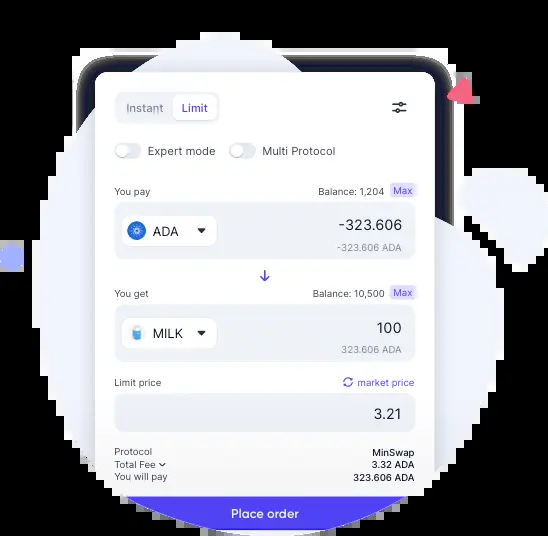 Instant Limit
Expert mode Multi Protocol
You pay Balance: 1,204 Max
ADA -323.606
-323.606 ADA
You get Balance: 10,500 Max
MILK 100
323.606 ADA
Limit price market price
3.21
Protocol MinSwap
Total Fee 3.32 ADA
You will pay 323.606 ADA
Place order